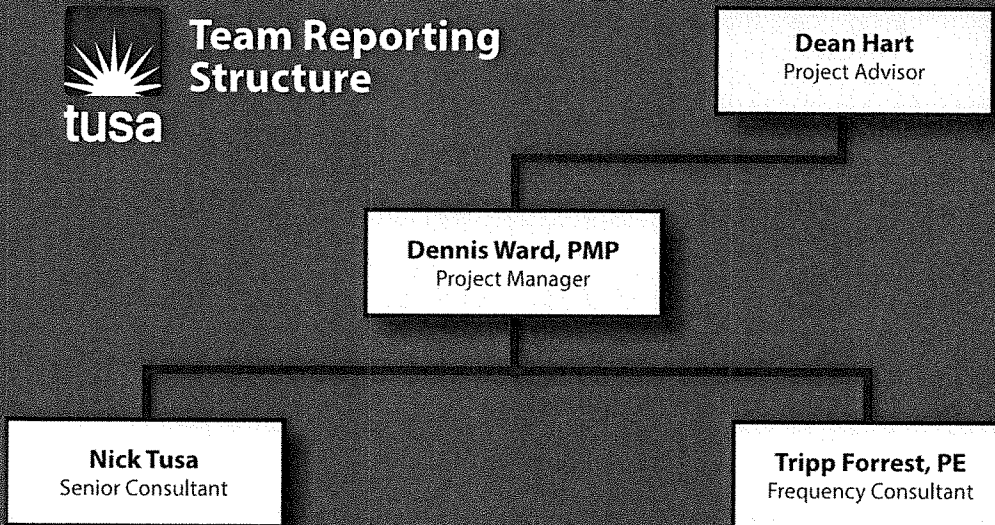 Team Reporting
Structure
tusa
Dean Hart
Project Advisor
Dennis Ward, PMP
Project Manager
Nick Tusa
Senior Consultant
Tripp Forrest, PE
Frequency Consultant